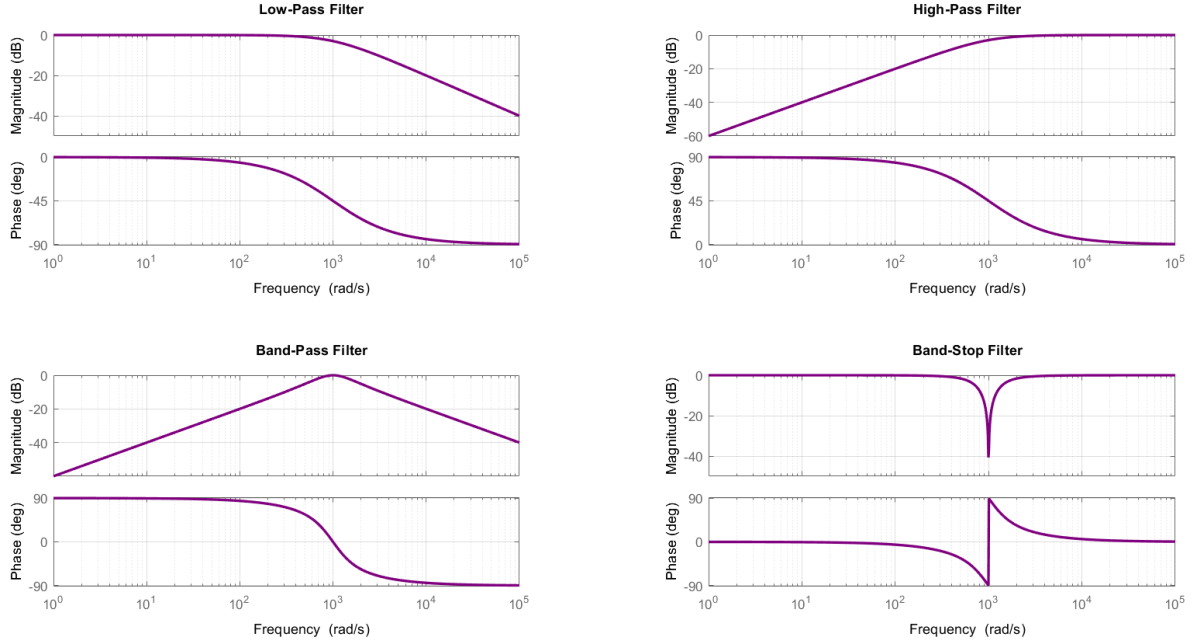 Low-Pass Filter
Magnitude (dB)
0
-20
-40
Phase (deg)
0
-45
-90
10^0 10^1 10^2 10^3 10^4 10^5
Frequency (rad/s)
High-Pass Filter
Magnitude (dB)
0
-20
-40
-60
Phase (deg)
90
45
0
10^0 10^1 10^2 10^3 10^4 10^5
Frequency (rad/s)
Band-Pass Filter
Magnitude (dB)
0
-20
-40
Phase (deg)
90
0
-90
10^0 10^1 10^2 10^3 10^4 10^5
Frequency (rad/s)
Band-Stop Filter
Magnitude (dB)
0
-20
-40
Phase (deg)
90
0
-90
10^0 10^1 10^2 10^3 10^4 10^5
Frequency (rad/s)